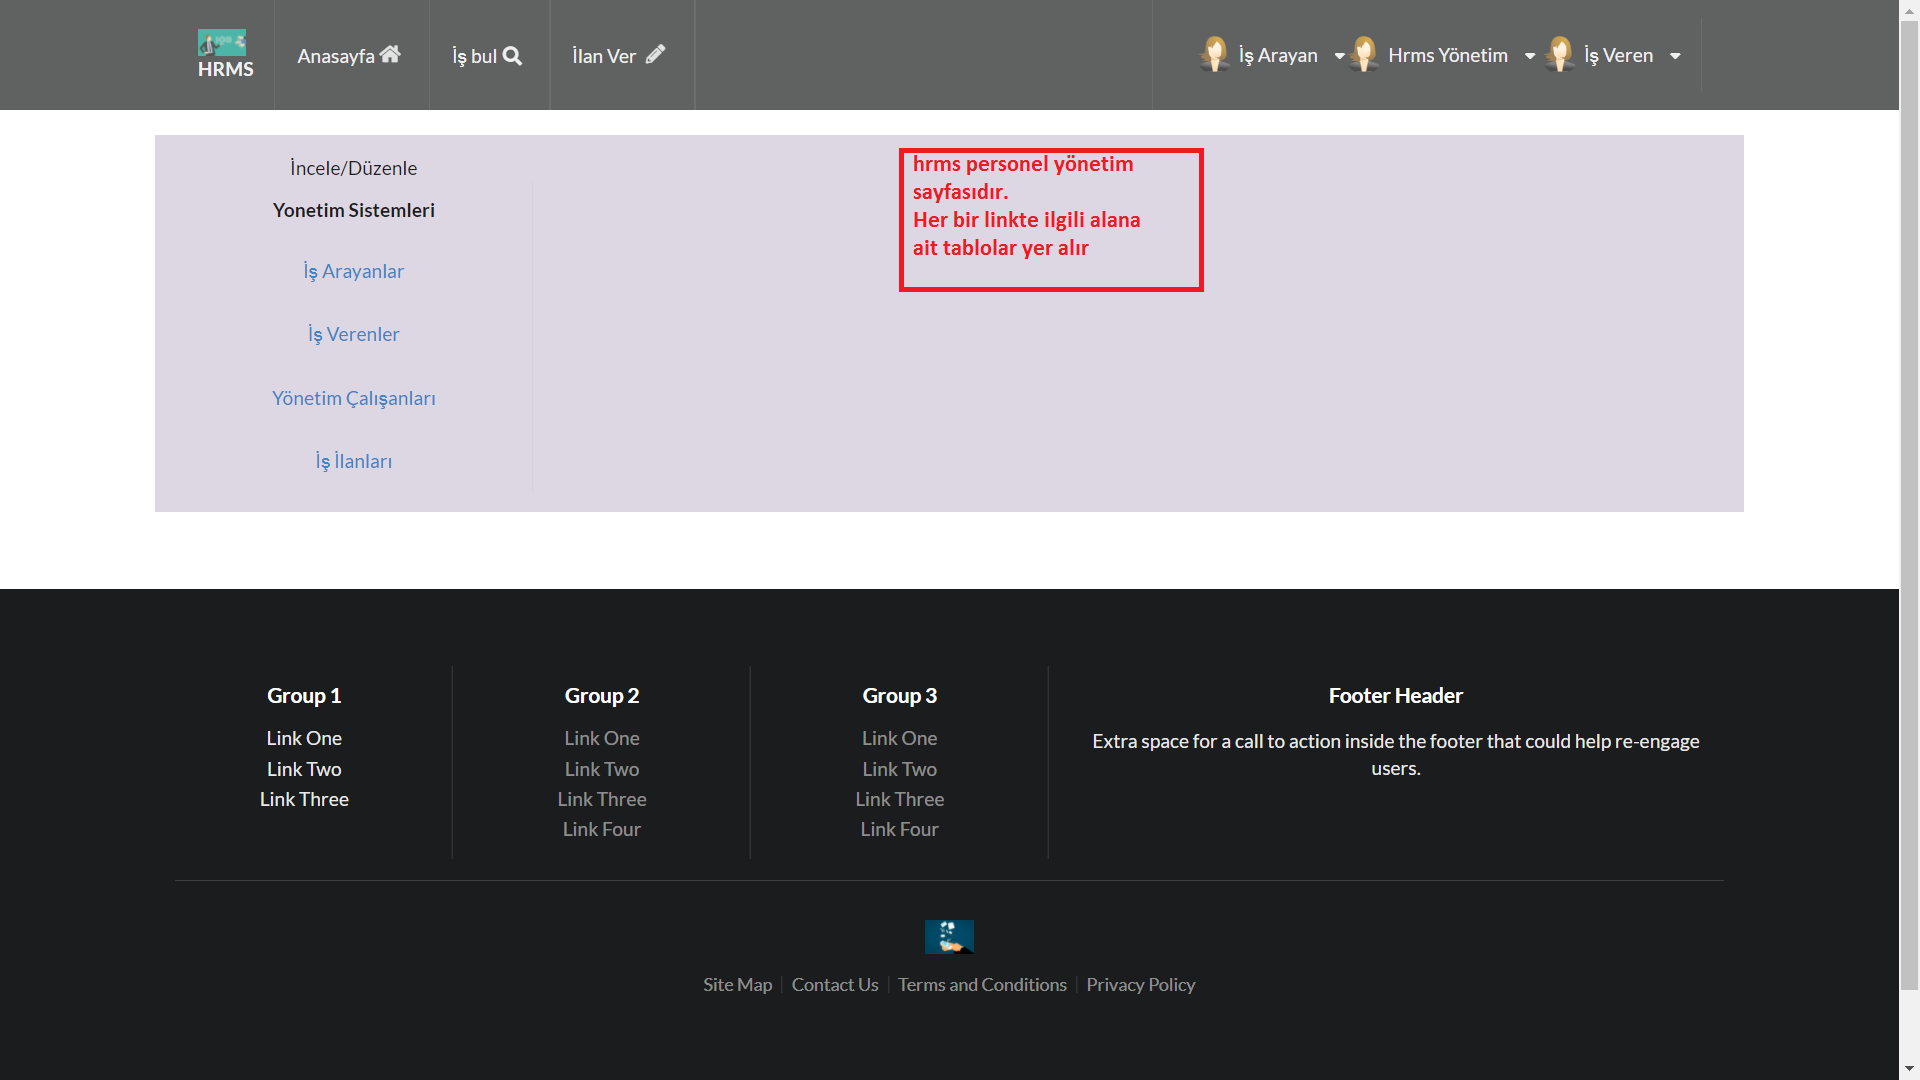 HRMS
Anasayfa
İş bul
İlan Ver
İş Arayan
Hrms Yönetim
İş Veren
İncele/Düzenle
Yonetim Sistemleri
İş Arayanlar
İş Verenler
Yönetim Çalışanları
İş İlanları
hrms personel yönetim
sayfasıdır.
Her bir linkte ilgili alana
ait tablolar yer alır
Group 1
Link One
Link Two
Link Three
Group 2
Link One
Link Two
Link Three
Link Four
Group 3
Link One
Link Two
Link Three
Link Four
Footer Header
Extra space for a call to action inside the footer that could help re-engage
users.
Site Map
Contact Us
Terms and Conditions
Privacy Policy